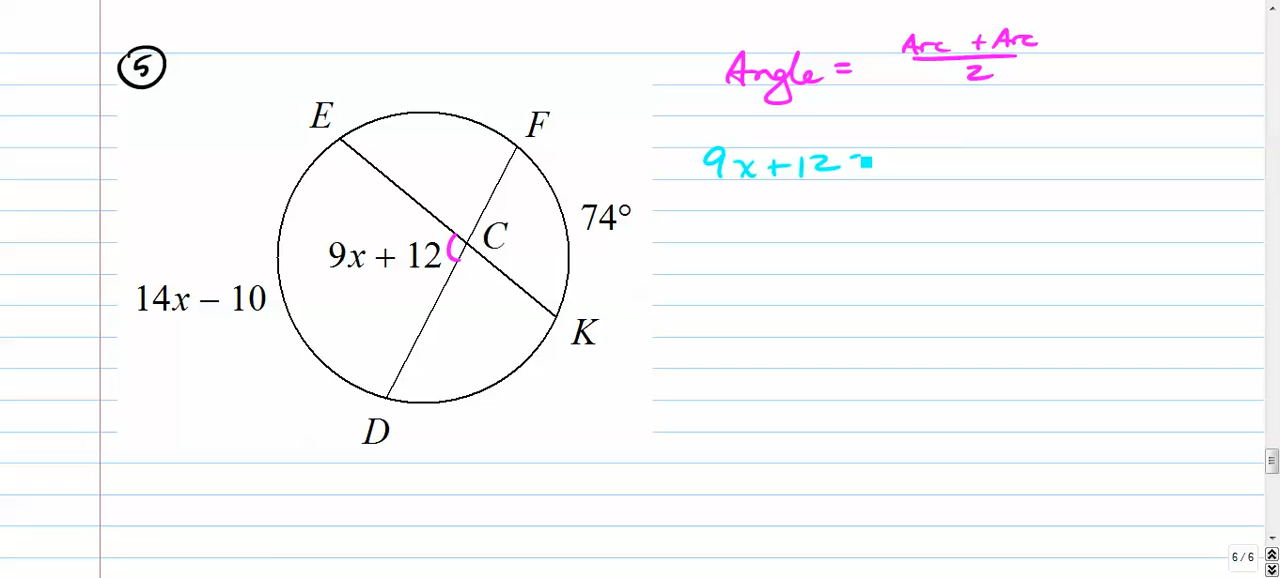 5
Angle = Arc + Arc / 2
9x+12 =
E
F
74°
C
9x + 12
14x – 10
K
D
6/6